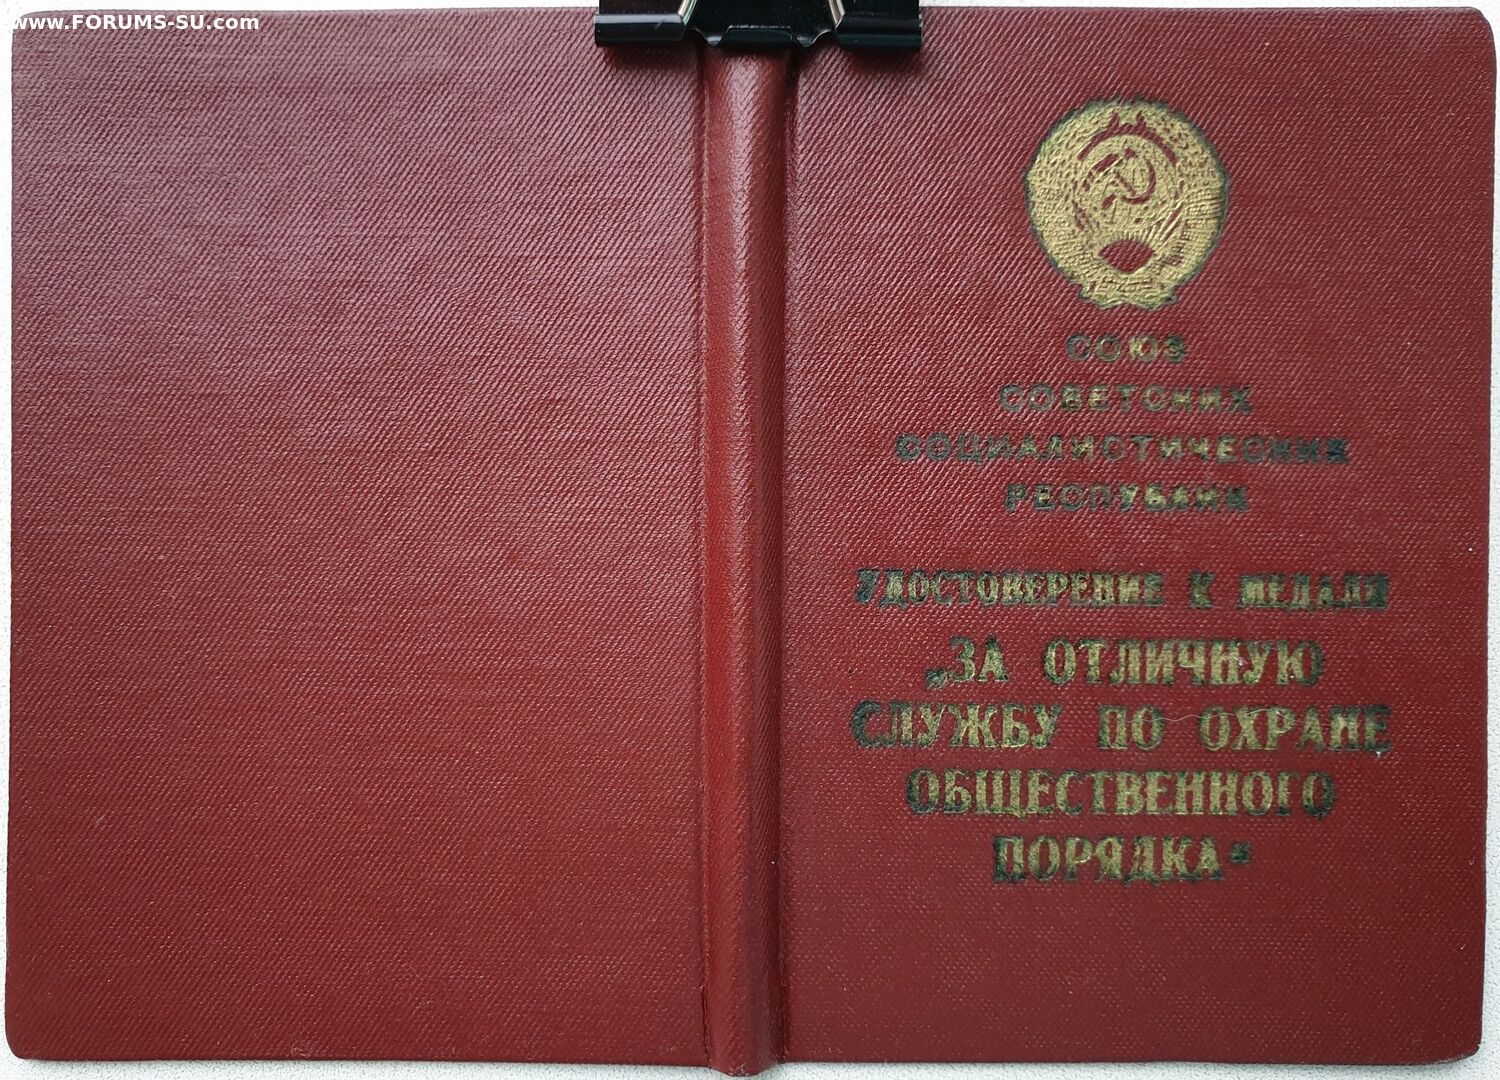 www.FORUMS-SU.com
СОЮЗ
СОВЕТСКИХ
СОЦИАЛИСТИЧЕСКИХ
РЕСПУБЛИК
УДОСТОВЕРЕНИЕ К МЕДАЛИ
„ЗА ОТЛИЧНУЮ
СЛУЖБУ ПО ОХРАНЕ
ОБЩЕСТВЕННОГО
ПОРЯДКА“